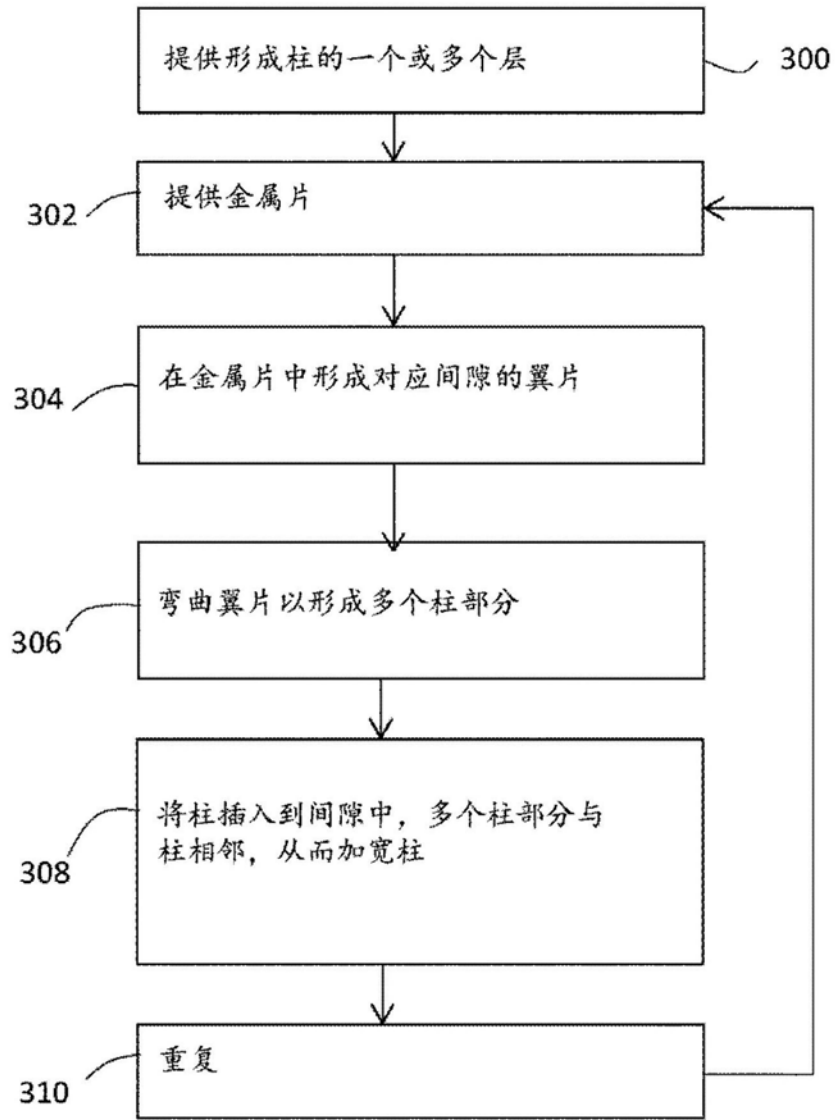 提供形成柱的一个或多个层
300
提供金属片
302
在金属片中形成对应间隙的翼片
304
弯曲翼片以形成多个柱部分
306
将柱插入到间隙中，多个柱部分与
柱相邻，从而加宽柱
308
重复
310